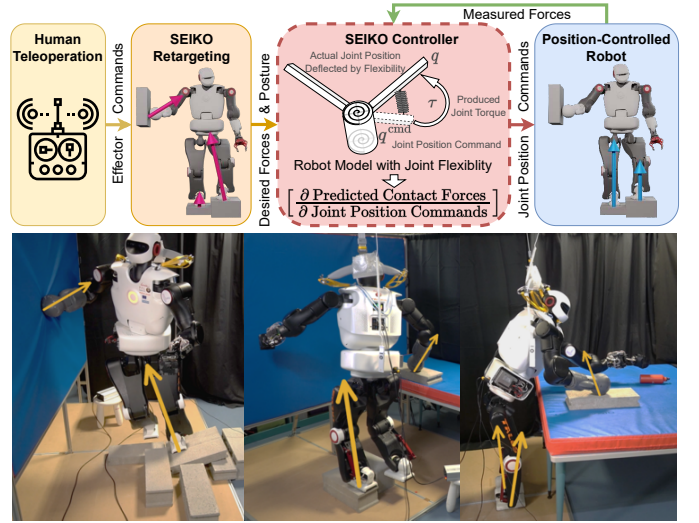 Measured Forces
Human
Teleoperation
Effector Commands
SEIKO
Retargeting
Desired Forces & Posture
SEIKO Controller
Actual Joint Position
Deflected by Flexibility
q
τ
Produced
Joint Torque
q^cmd
Joint Position Command
Robot Model with Joint Flexiblity
[∂ Predicted Contact Forces
∂ Joint Position Commands]
Joint Position Commands
Position-Controlled
Robot